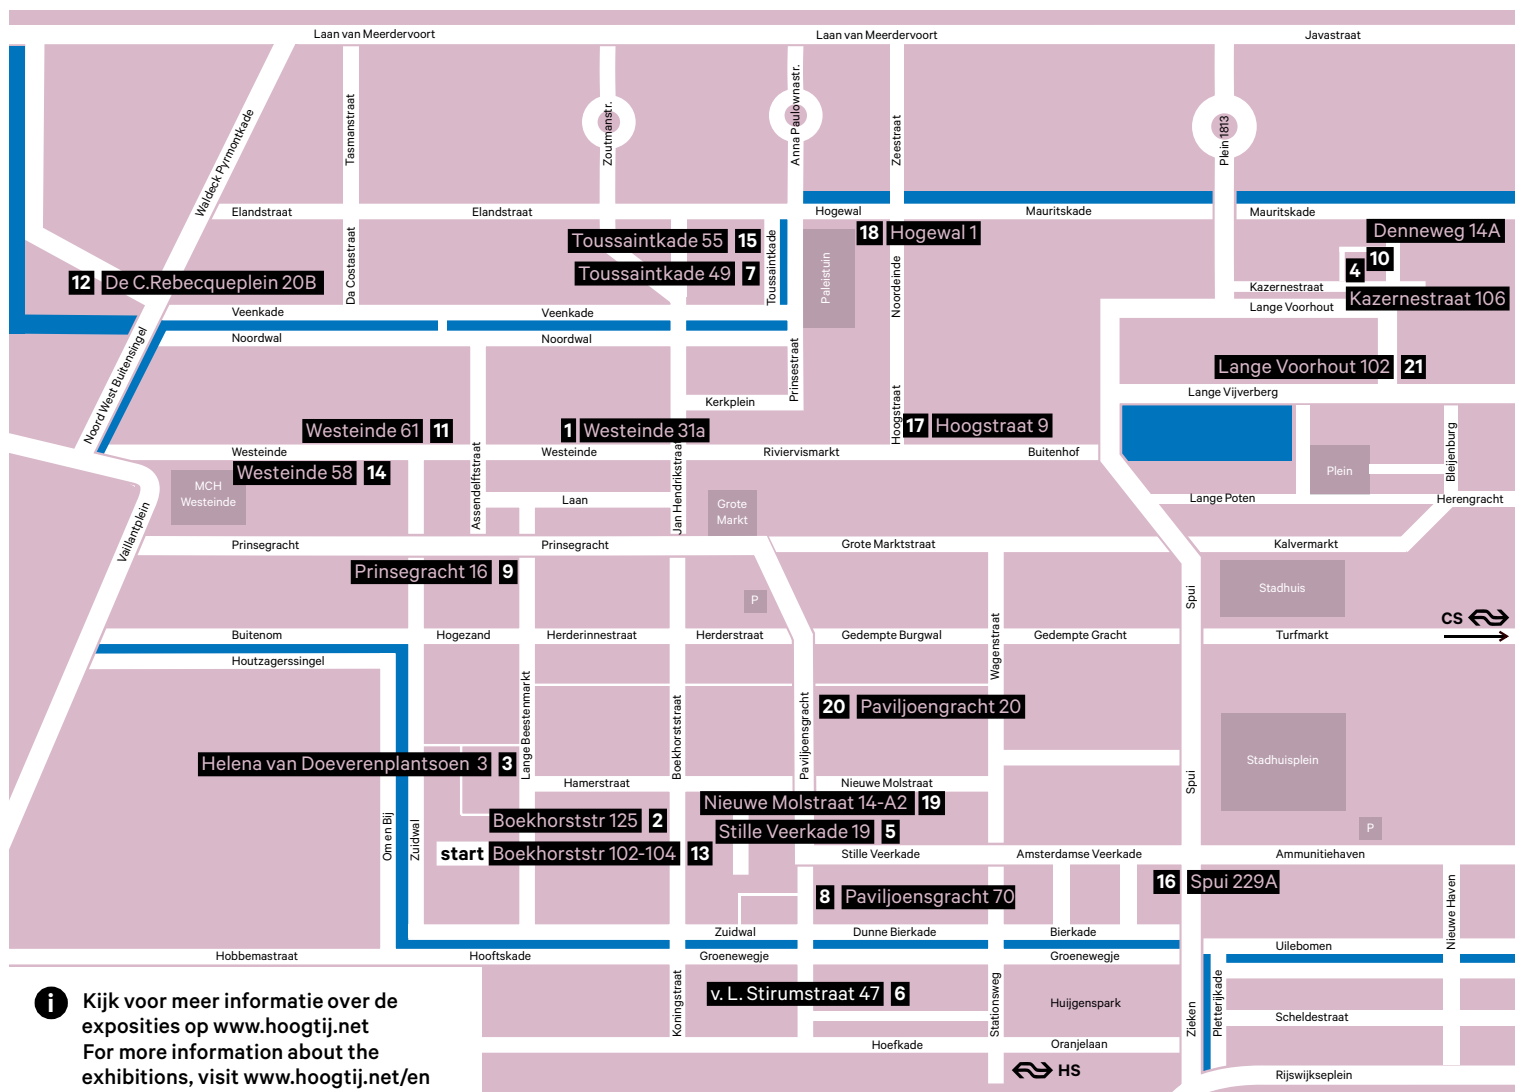 Laan van Meerdervoort
Laan van Meerdervoort
Javastraat
Waldeck Pyrmontkade
Tasmanstraat
Zoutmanstr.
Anna Paulownastr.
Zeestraat
Plein 1813
Elandstraat
Elandstraat
Hogewal
Mauritskade
Mauritskade
Toussaintkade 55 15
18 Hogewal 1
Denneweg 14A
10
4
Toussaintkade 49 7
12 De C.Rebecqueplein 20B
Da Costastraat
Toussaintkade
Paleistuin
Noordeinde
Kazernestraat
Kazernestraat 106
Lange Voorhout
Veenkade
Veenkade
Noordwal
Noordwal
Noord West Buitensingel
Prinsestraat
Lange Voorhout 102 21
Lange Vijverberg
Kerkplein
Hoogstraat
17 Hoogstraat 9
Westeinde 61 11
1 Westeinde 31a
Westeinde
Westeinde
Riviervismarkt
Buitenhof
Bleijenburg
Plein
Westeinde 58 14
MCH
Westeinde
Assendelftstraat
Jan Hendrikstraat
Laan
Grote
Markt
Lange Poten
Herengracht
Vaillantplein
Prinsegracht
Prinsegracht
Grote Marktstraat
Kalvermarkt
Prinsegracht 16 9
P
Spui
Stadhuis
CS
Buitenom
Hogezand
Herderinnestraat
Herderstraat
Gedempte Burgwal
Gedempte Gracht
Turfmarkt
Houtzagerssingel
Wagenstraat
Lange Beestenmarkt
Boekhorststraat
Paviljoensgracht
20 Paviljoengracht 20
Helena van Doeverenplantsoen 3 3
Stadhuisplein
Spui
Hamerstraat
Nieuwe Molstraat
Nieuwe Molstraat 14-A2 19
Boekhorststr 125 2
Stille Veerkade 19 5
P
Om en Bij
Zuidwal
start Boekhorststr 102-104 13
Stille Veerkade
Amsterdamse Veerkade
Ammunitiehaven
16 Spui 229A
8 Paviljoensgracht 70
Nieuwe Haven
Zuidwal
Dunne Bierkade
Bierkade
Uilebomen
Hobbemastraat
Hooftskade
Groenewegje
Groenewegje
Koningstraat
v. L. Stirumstraat 47 6
Stationsweg
Huijgenspark
Zieken
Pletterijkade
Scheldestraat
Hoefkade
Oranjelaan
HS
Rijswijkseplein
i Kijk voor meer informatie over de
exposities op www.hoogtij.net
For more information about the
exhibitions, visit www.hoogtij.net/en